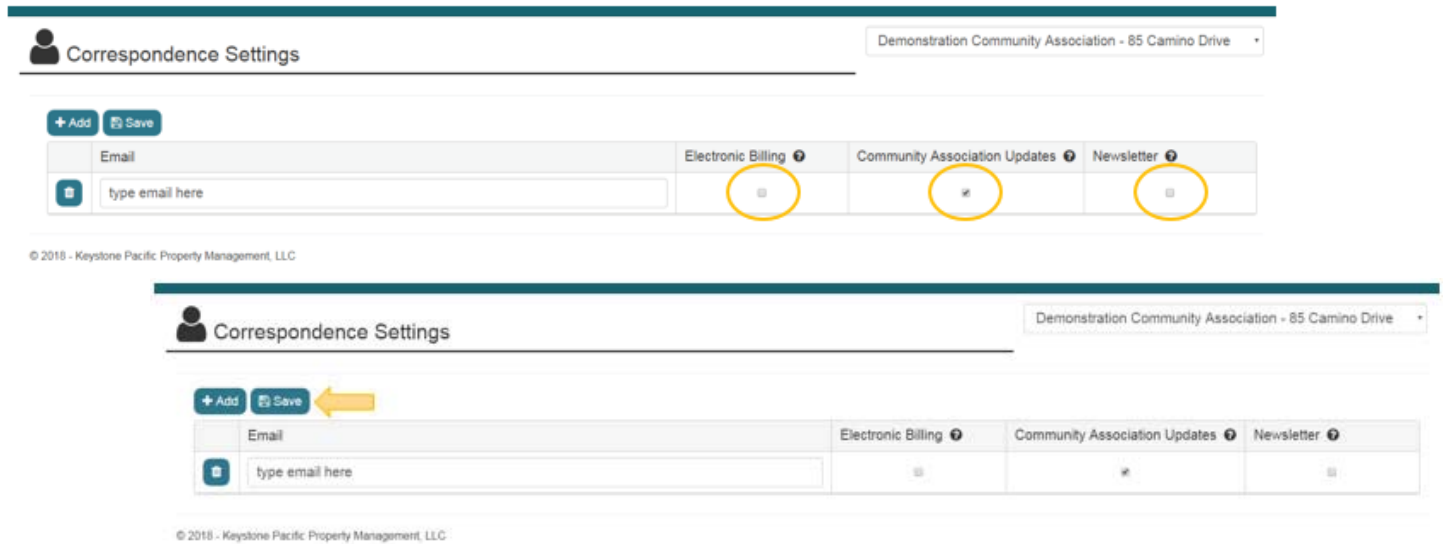 Correspondence Settings
Demonstration Community Association - 85 Camino Drive
Add Save
Email Electronic Billing Community Association Updates Newsletter
type email here
© 2018 - Keystone Pacific Property Management, LLC
Correspondence Settings
Demonstration Community Association - 85 Camino Drive
Add Save
Email Electronic Billing Community Association Updates Newsletter
type email here
© 2018 - Keystone Pacific Property Management, LLC